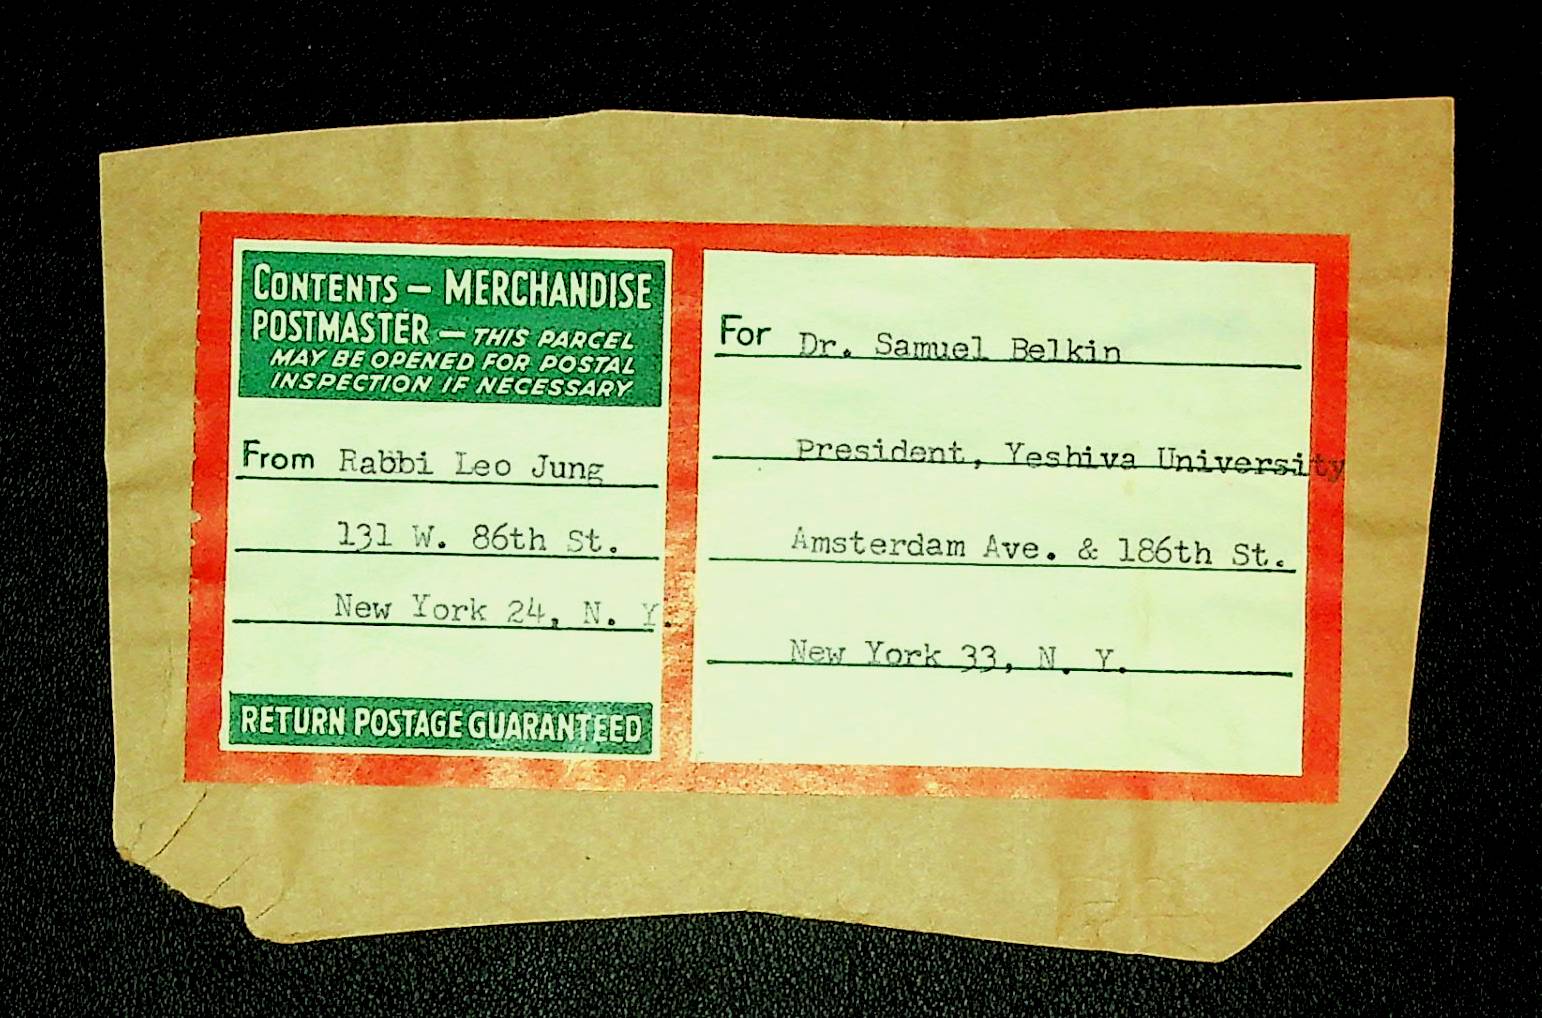 CONTENTS — MERCHANDISE
POSTMASTER — THIS PARCEL
MAY BE OPENED FOR POSTAL
INSPECTION IF NECESSARY
From Rabbi Leo Jung
131 W. 86th St.
New York 24, N. Y.
RETURN POSTAGE GUARANTEED
For Dr. Samuel Belkin
President, Yeshiva University
Amsterdam Ave. & 186th St.
New York 33, N. Y.